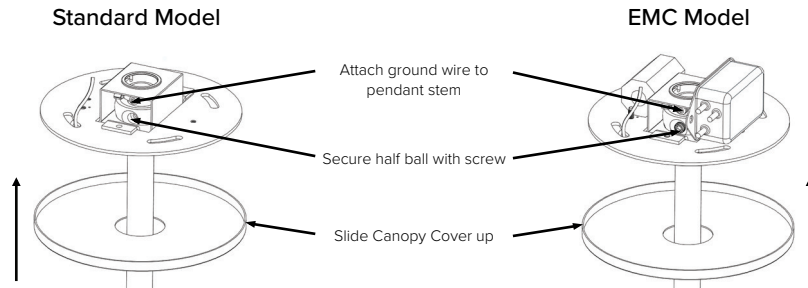 Standard Model
EMC Model
Attach ground wire to
pendant stem
Secure half ball with screw
Slide Canopy Cover up